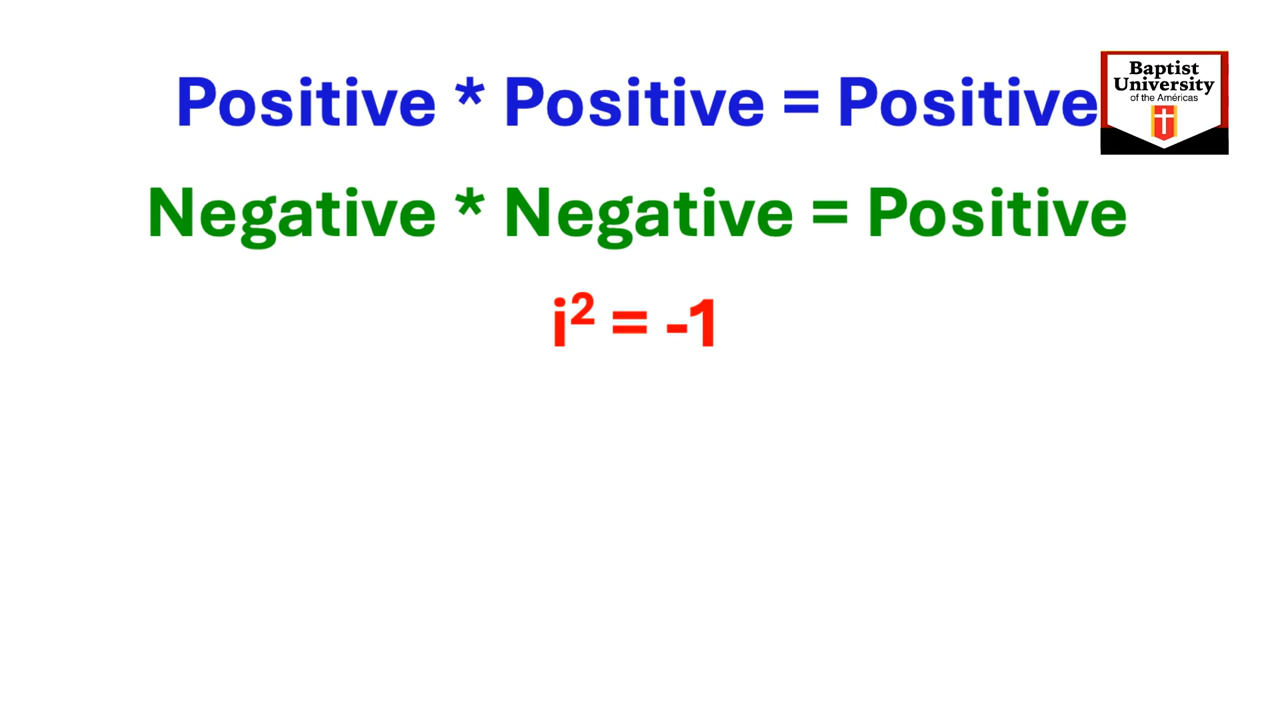 Positive * Positive = Positive
Baptist
University
of the Américas
Negative * Negative = Positive
i² = -1